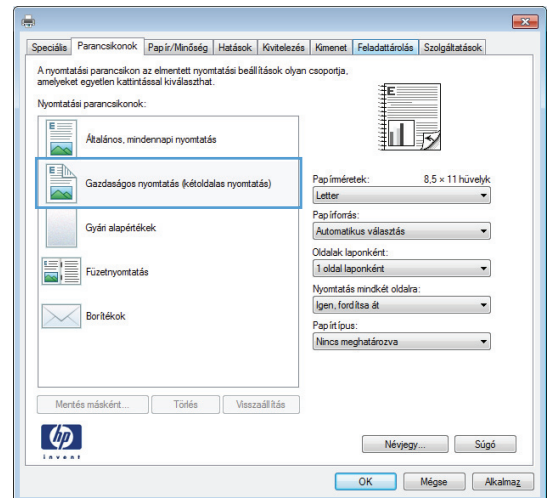 Speciális Parancsikonok Papír/Minőség Hatások Kivitelezés Kimenet Feladattárolás Szolgáltatások
A nyomtatási parancsikon az elmentett nyomtatási beállítások olyan csoportja,
amelyeket egyetlen kattintással kiválaszthat.
Nyomtatási parancsikonok:
Általános, mindennapi nyomtatás
Gazdaságos nyomtatás (kétoldalas nyomtatás)
Gyári alapértékek
Füzetnyomtatás
Borítékok
Mentés másként... Törlés Visszaállítás
E
Papírméretek: 8,5 × 11 hüvelyk
Letter
Papírforrás:
Automatikus választás
Oldalak laponként:
1 oldal laponként
Nyomtatás mindkét oldalra:
Igen, fordítsa át
Papírtípus:
Nincs meghatározva
hp
invent
Névjegy... Súgó
OK Mégse Alkalmaz